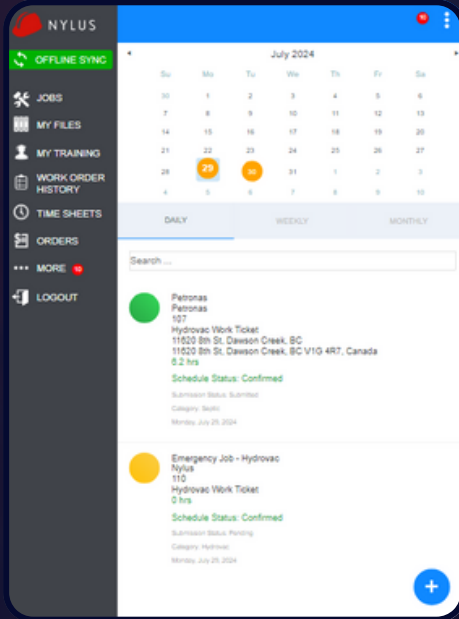 NYLUS
OFFLINE SYNC
JOBS
MY FILES
MY TRAINING
WORK ORDER
HISTORY
TIME SHEETS
ORDERS
MORE 10
LOGOUT
10
July 2024
Su Mo Tu We Th Fr Sa
30 1 2 3 4 5 6
7 8 9 10 11 12 13
14 15 16 17 18 19 20
21 22 23 24 25 26 27
28 29 30 31 1 2 3
4 5 6 7 8 9 10
DAILY WEEKLY MONTHLY
Search ...
Petronas
Petronas
107
Hydrovac Work Ticket
11620 8th St, Dawson Creek, BC
11620 8th St, Dawson Creek, BC V1G 4R7, Canada
6.2 hrs
Schedule Status: Confirmed
Submission Status: Submitted
Category: Septic
Monday, July 29, 2024
Emergency Job - Hydrovac
Nylus
110
Hydrovac Work Ticket
0 hrs
Schedule Status: Confirmed
Submission Status: Pending
Category: Hydrovac
Monday, July 29, 2024
+